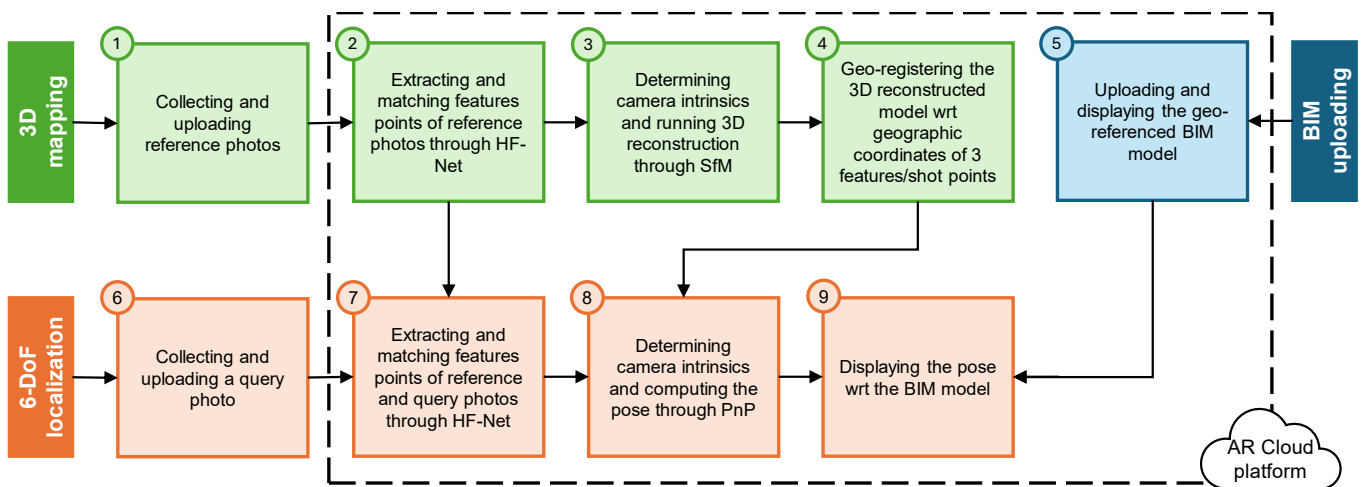 3D
mapping
1
Collecting and
uploading
reference photos
2
Extracting and
matching features
points of reference
photos through HF-
Net
3
Determining
camera intrinsics
and running 3D
reconstruction
through SfM
4
Geo-registering the
3D reconstructed
model wrt
geographic
coordinates of 3
features/shot points
5
Uploading and
displaying the geo-
referenced BIM
model
BIM
uploading
6-DoF
localization
6
Collecting and
uploading a query
photo
7
Extracting and
matching features
points of reference
and query photos
through HF-Net
8
Determining
camera intrinsics
and computing the
pose through PnP
9
Displaying the pose
wrt the BIM model
AR Cloud
platform